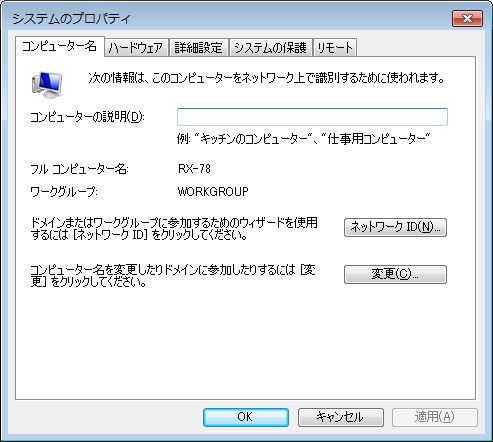 システムのプロパティ
コンピューター名 ハードウェア 詳細設定 システムの保護 リモート
次の情報は、このコンピューターをネットワーク上で識別するために使われます。
コンピューターの説明(D):
例: "キッチンのコンピューター"、"仕事用コンピューター"
フル コンピューター名: RX-78
ワークグループ: WORKGROUP
ドメインまたはワークグループに参加するためのウィザードを使用
するには [ネットワーク ID] をクリックしてください。
ネットワーク ID(N)...
コンピューター名を変更したりドメインに参加したりするには [変
更] をクリックしてください。
変更(C)...
OK キャンセル 適用(A)